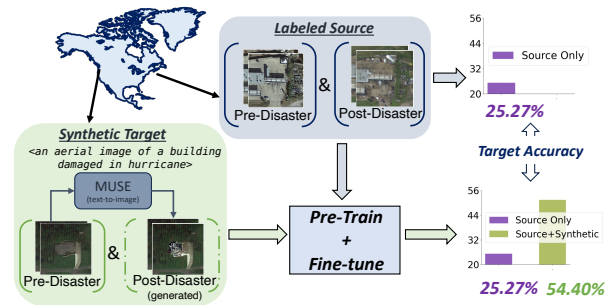 Labeled Source
Pre-Disaster
&
Post-Disaster
56
44
32
20
Source Only
25.27%
Target Accuracy
Synthetic Target
<an aerial image of a building
damaged in hurricane>
MUSE
(text-to-image)
Pre-Disaster
&
Post-Disaster
(generated)
Pre-Train
+
Fine-tune
56
44
32
20
Source Only
Source+Synthetic
25.27% 54.40%